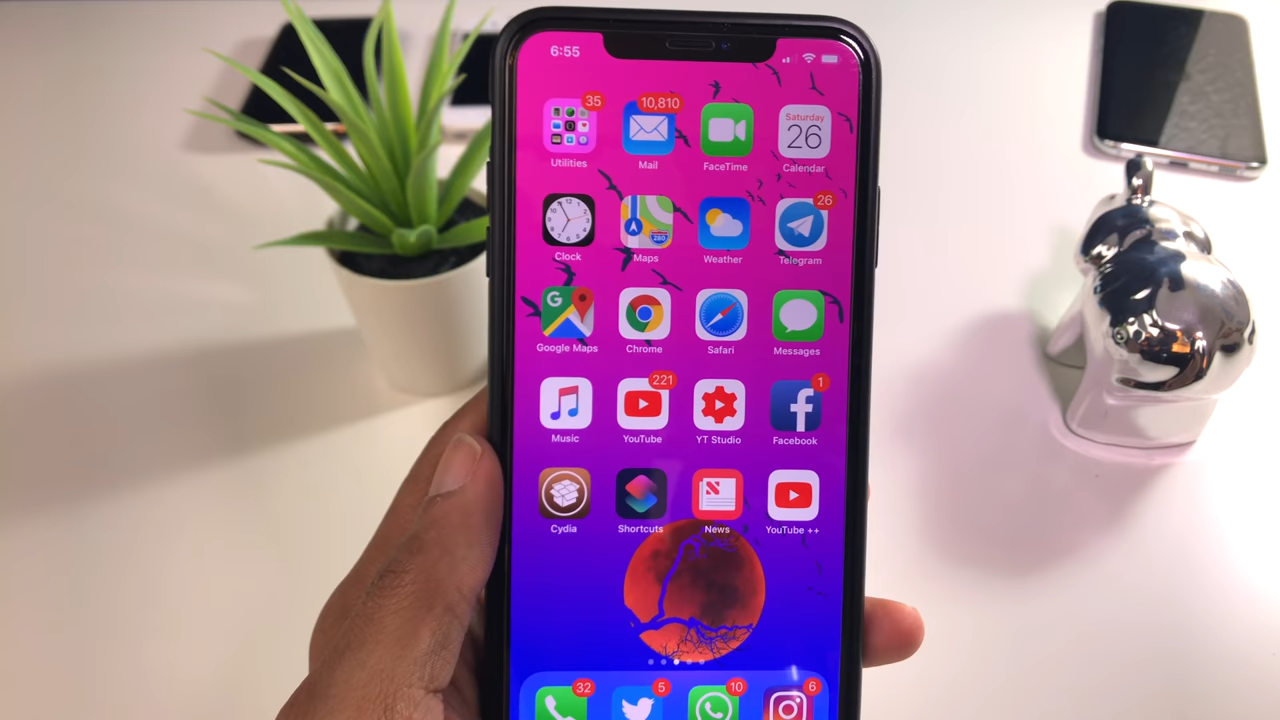 6:55
35
10,810
Saturday
26
Utilities
Mail
FaceTime
Calendar
26
280
Clock
Maps
Weather
Telegram
G
Google Maps
Chrome
Safari
Messages
221
1
Music
YouTube
YT Studio
Facebook
Cydia
Shortcuts
News
YouTube ++
32
5
10
6